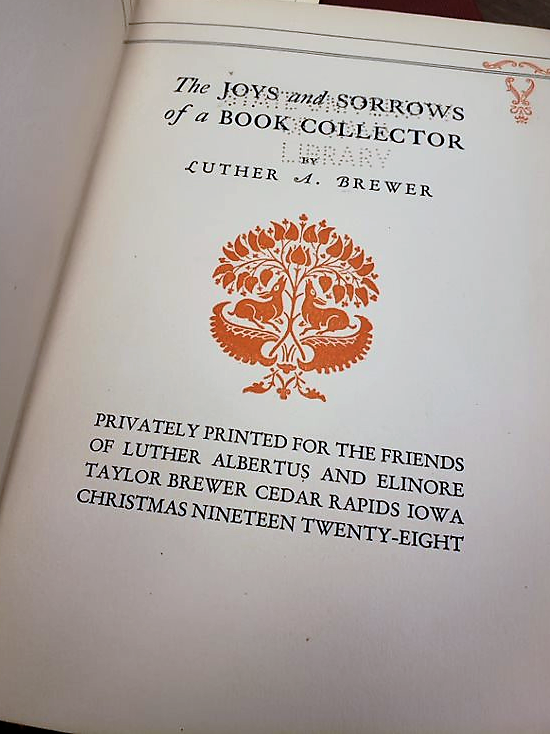 The JOYS and SORROWS
of a BOOK COLLECTOR
LIBRARY
BY
LUTHER A. BREWER
PRIVATELY PRINTED FOR THE FRIENDS
OF LUTHER ALBERTUS AND ELINORE
TAYLOR BREWER CEDAR RAPIDS IOWA
CHRISTMAS NINETEEN TWENTY-EIGHT